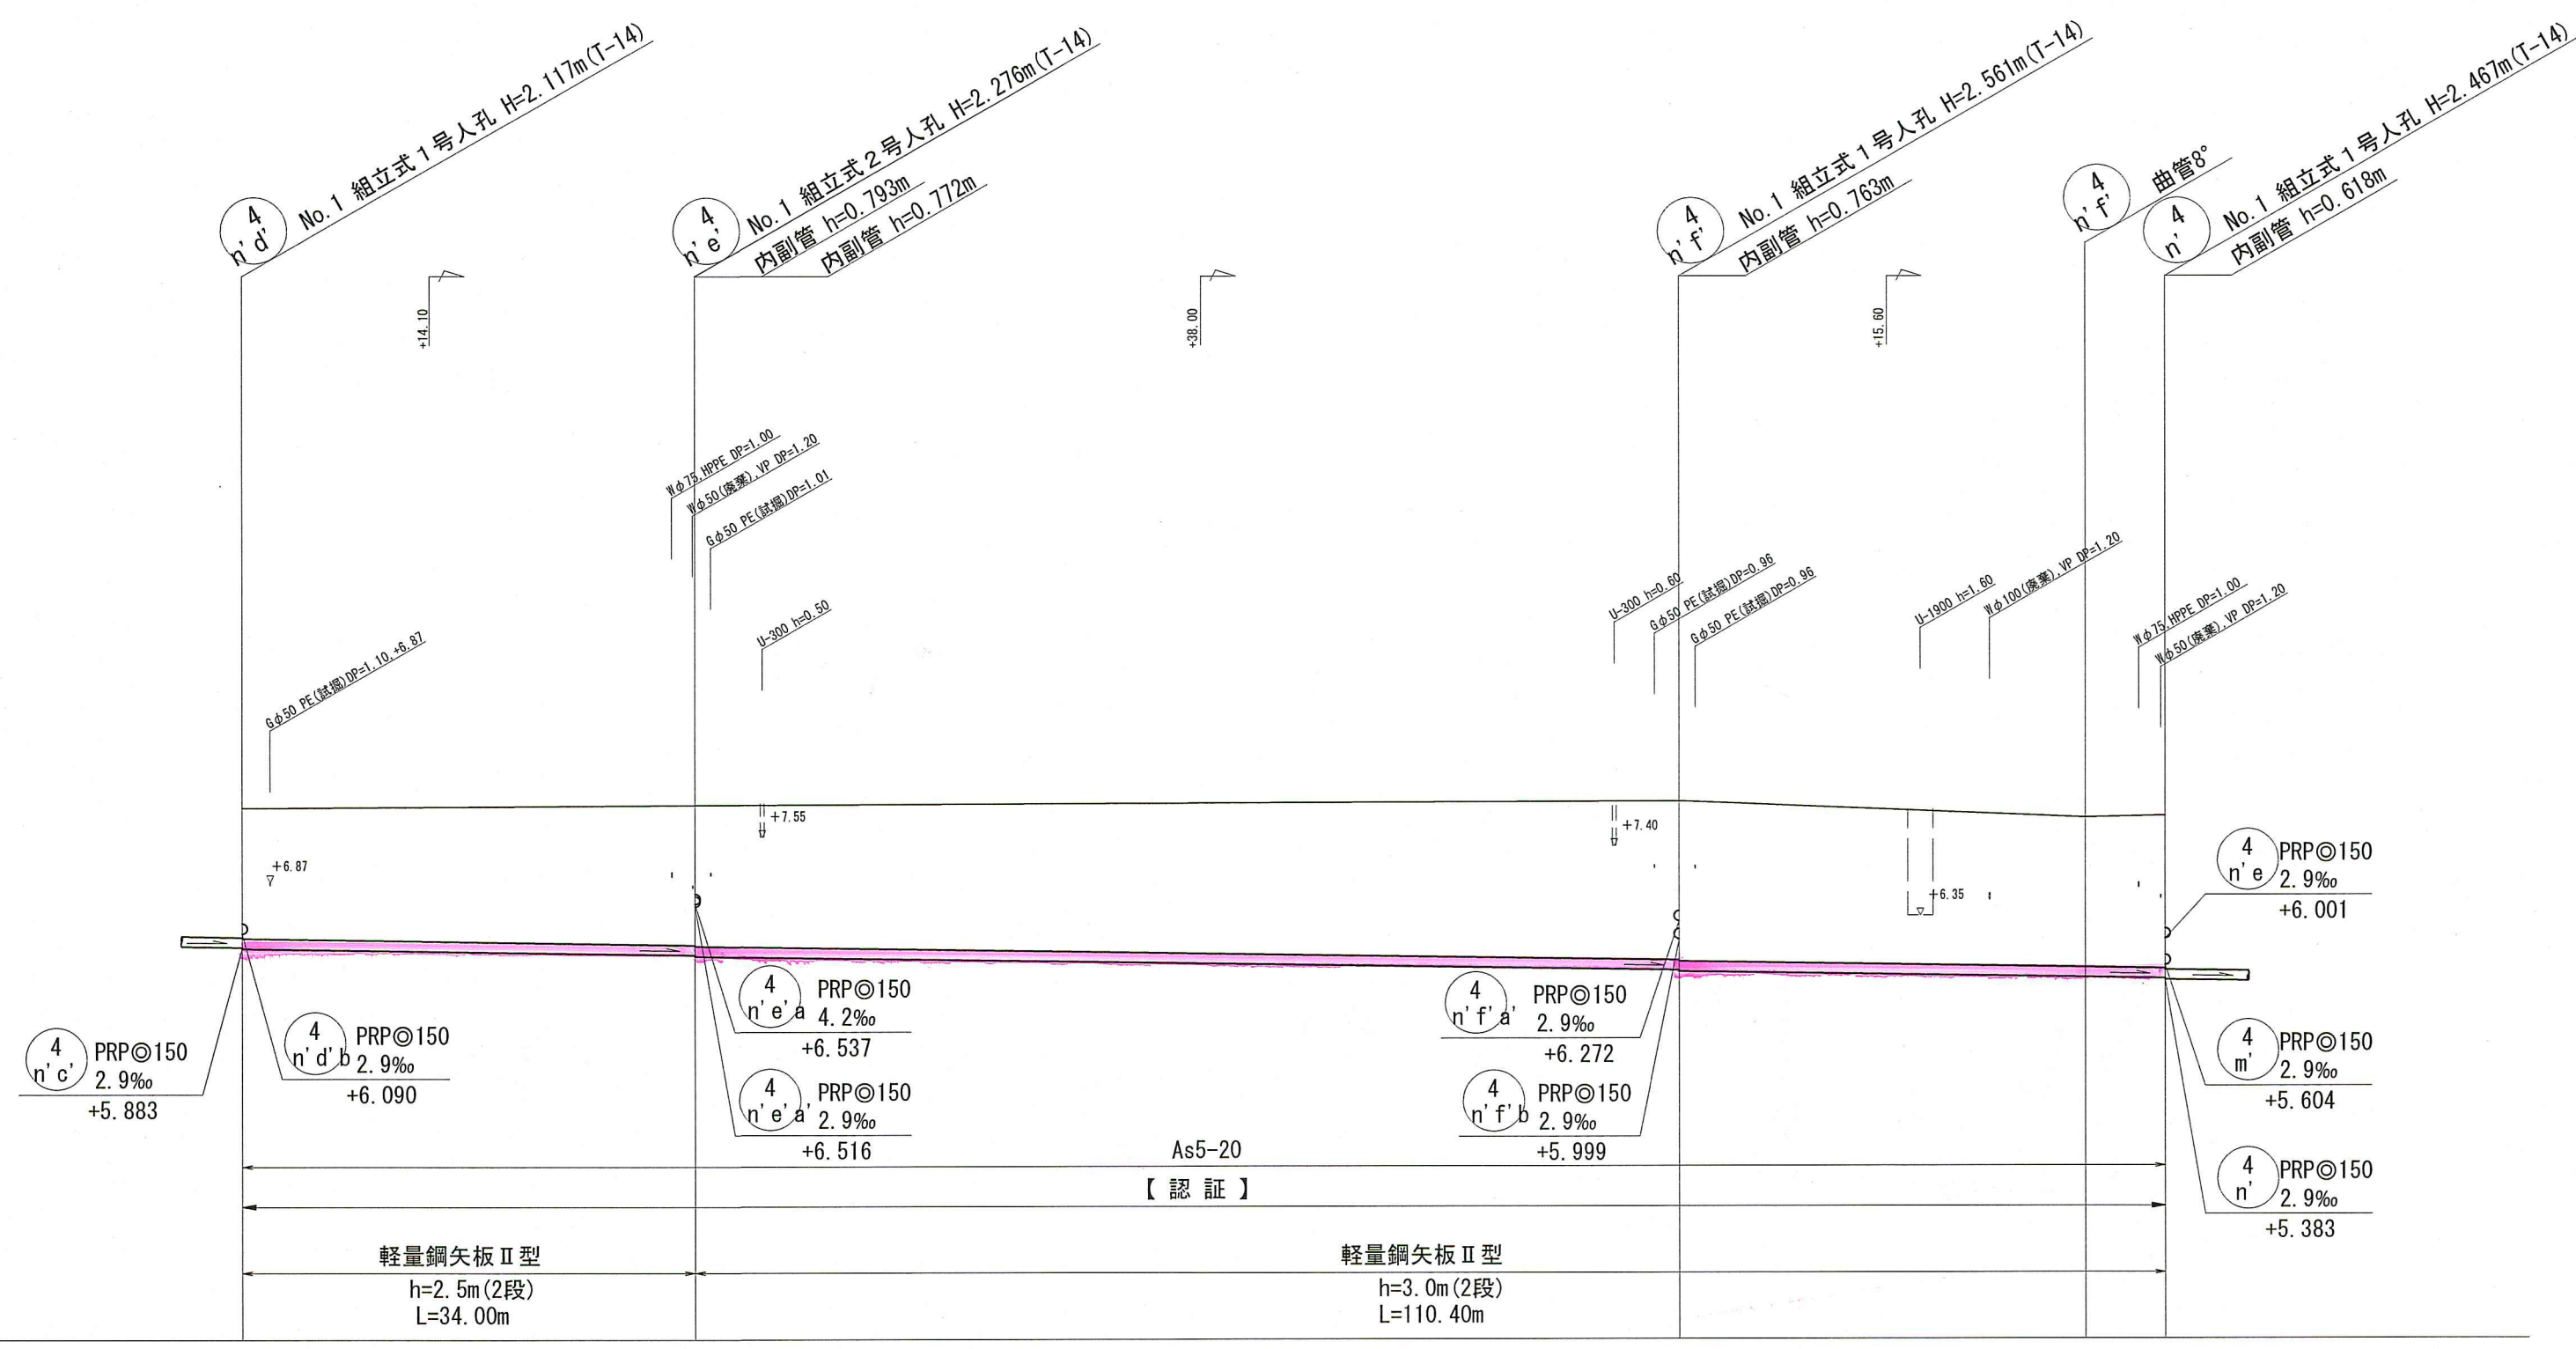 4
n'd'
No.1 組立式1号人孔 H=2.117m(T-14)
4
n'e'
No.1 組立式2号人孔 H=2.276m(T-14)
内副管 h=0.793m
内副管 h=0.772m
4
n'f'
No.1 組立式1号人孔 H=2.561m(T-14)
内副管 h=0.763m
4
n'f'
曲管8°
4
n'
No.1 組立式1号人孔 H=2.467m(T-14)
内副管 h=0.618m
+14.10
+38.00
+15.60
Wφ75,HPPE DP=1.00
Wφ50(廃棄),VP DP=1.20
Gφ50 PE(試掘)DP=1.01
U-300 h=0.50
Gφ50 PE(試掘)DP=1.10,+6.87
U-300 h=0.60
Gφ50 PE(試掘)DP=0.96
Gφ50 PE(試掘)DP=0.96
U-1900 h=1.60
Wφ100(廃棄),VP DP=1.20
Wφ75,HPPE DP=1.00
Wφ50(廃棄),VP DP=1.20
+7.55
+7.40
+6.87
+6.35
4
n'e
PRP◎150
2.9‰
+6.001
4
n'c'
PRP◎150
2.9‰
+5.883
4
n'd'b
PRP◎150
2.9‰
+6.090
4
n'e'a
PRP◎150
4.2‰
+6.537
4
n'e'a'
PRP◎150
2.9‰
+6.516
4
n'f'a'
PRP◎150
2.9‰
+6.272
4
n'f'b
PRP◎150
2.9‰
+5.999
4
m'
PRP◎150
2.9‰
+5.604
4
n'
PRP◎150
2.9‰
+5.383
As5-20
【 認 証 】
軽量鋼矢板Ⅱ型
h=2.5m(2段)
L=34.00m
軽量鋼矢板Ⅱ型
h=3.0m(2段)
L=110.40m